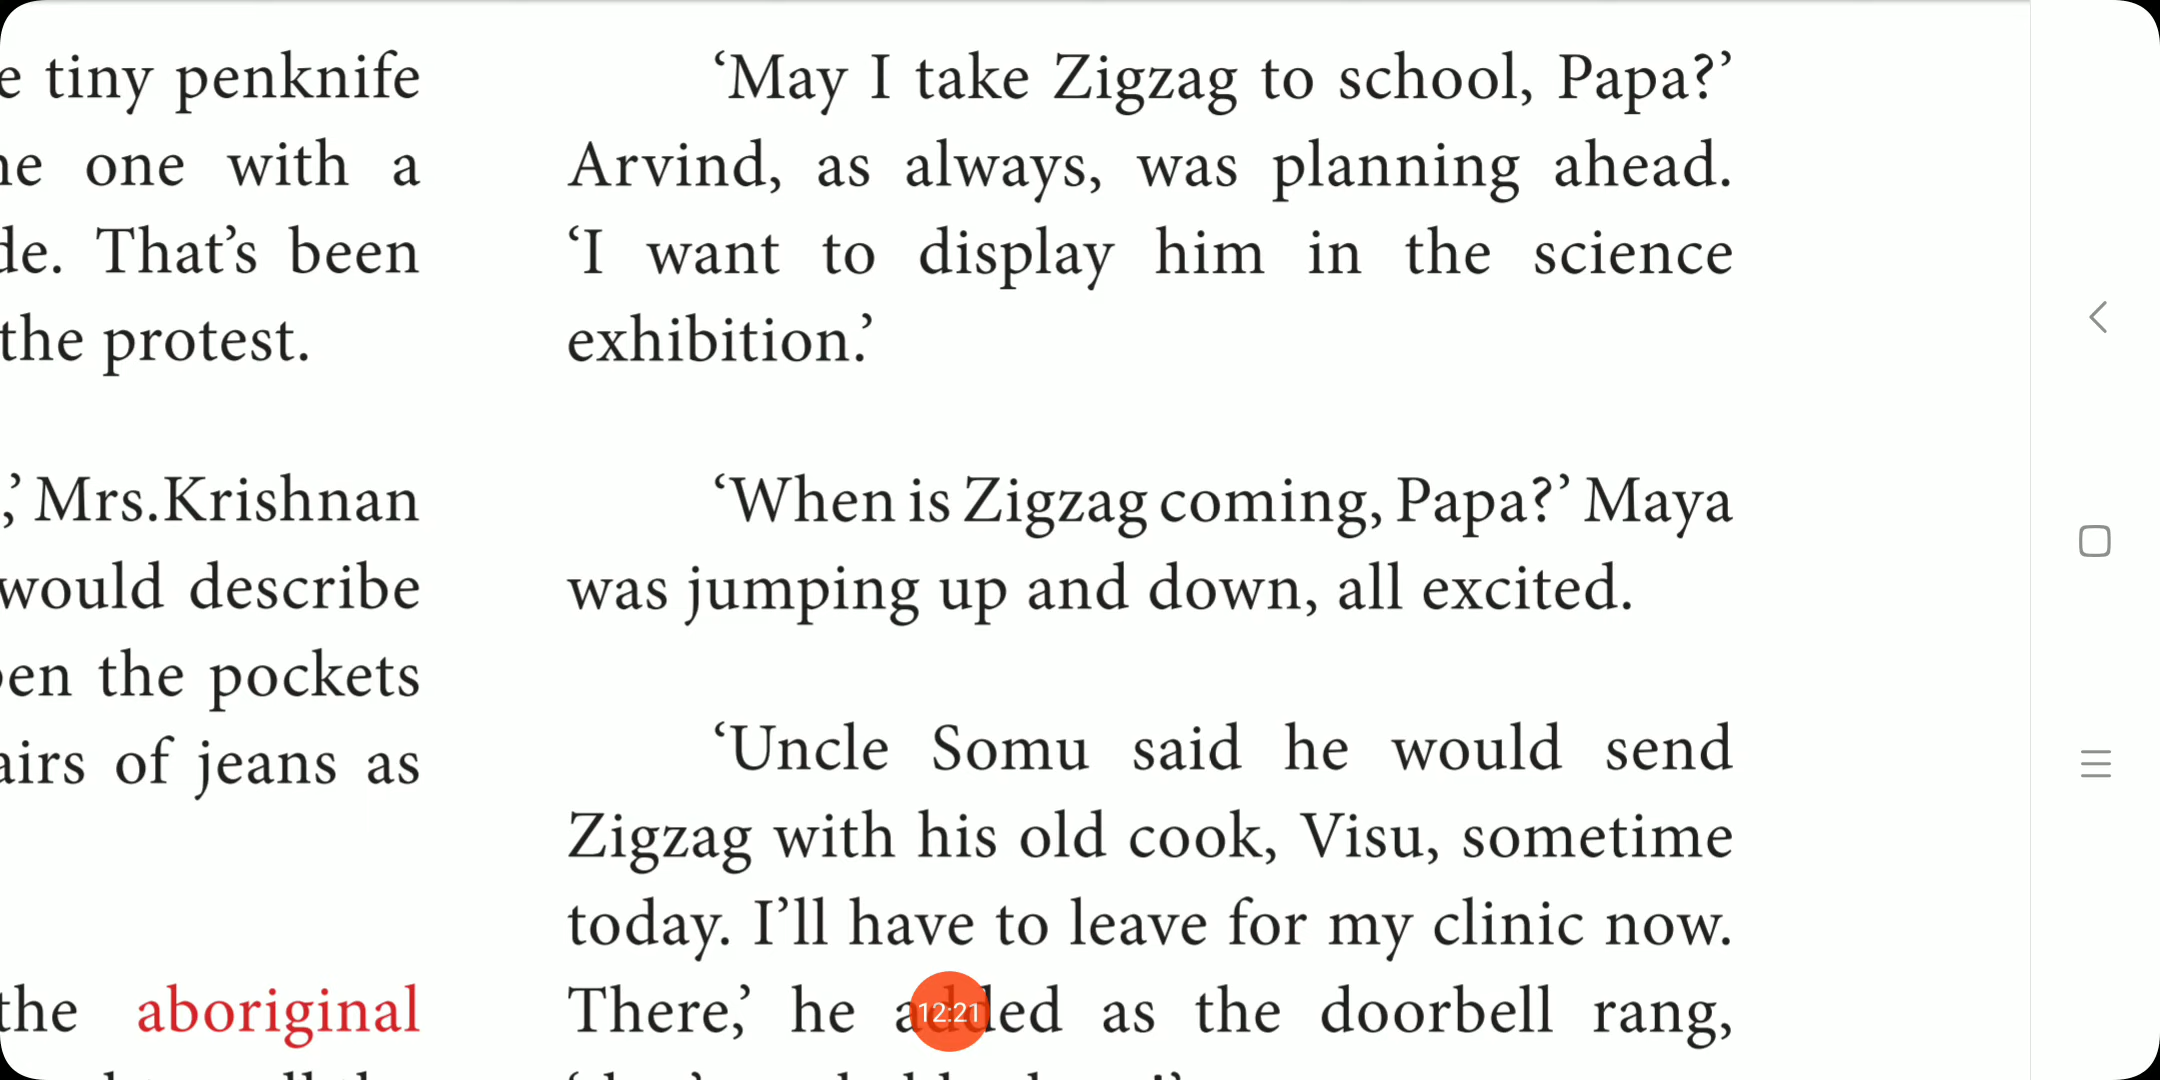 e tiny penknife
ne one with a
de. That’s been
the protest.
,’ Mrs.Krishnan
would describe
en the pockets
airs of jeans as
the aboriginal
‘May I take Zigzag to school, Papa?’
Arvind, as always, was planning ahead.
‘I want to display him in the science
exhibition.’
‘When is Zigzag coming, Papa?’ Maya
was jumping up and down, all excited.
‘Uncle Somu said he would send
Zigzag with his old cook, Visu, sometime
today. I’ll have to leave for my clinic now.
There,’ he added as the doorbell rang,
12:21